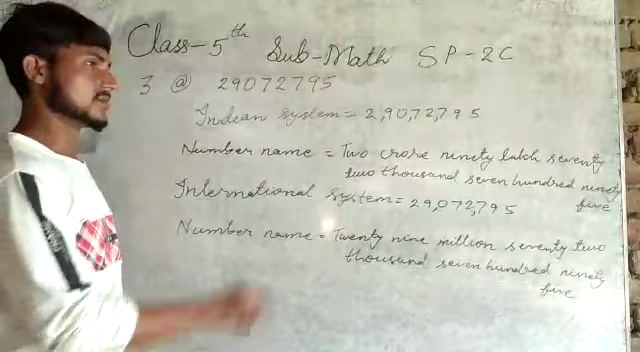 Class-5th Sub-Math SP-2C
3 @ 29072795
Indian system = 2,90,72,795
Number name = Two crore ninety lakh seventy
two thousand seven hundred ninety
five
International system = 29,072,795
Number name = Twenty nine million seventy two
thousand seven hundred ninety
five